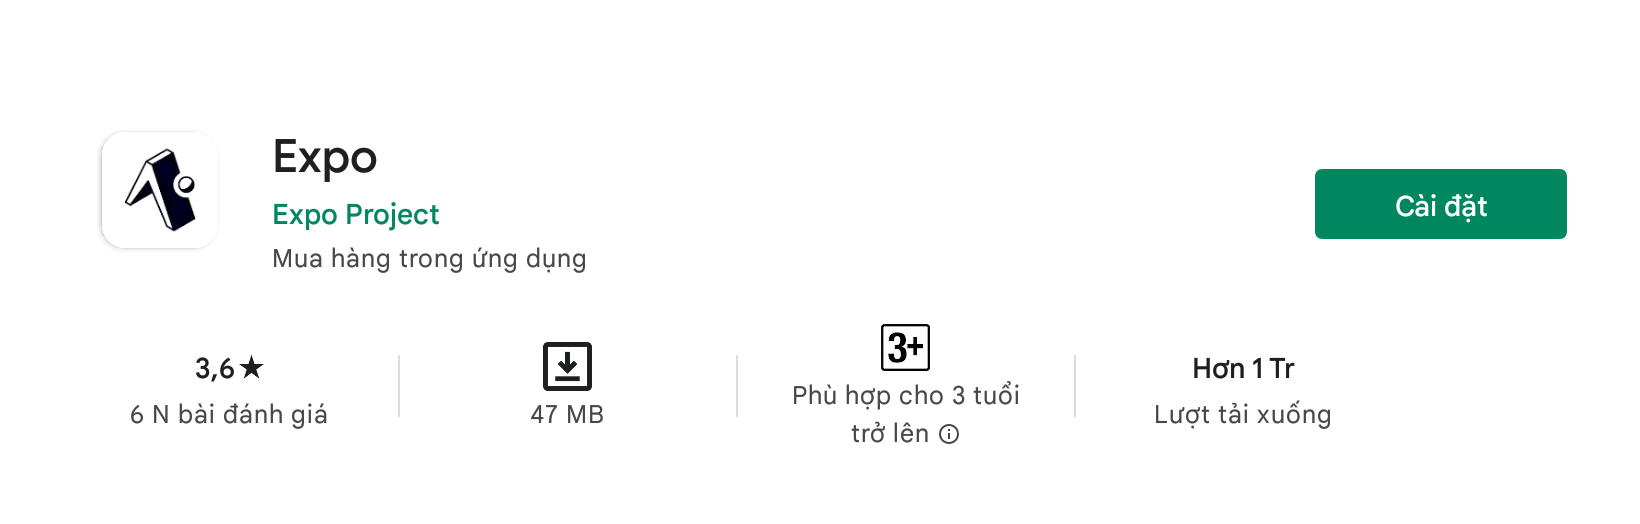 Expo
Expo Project
Mua hàng trong ứng dụng
Cài đặt
3,6★
6 N bài đánh giá
47 MB
3+
Phù hợp cho 3 tuổi
trở lên
Hơn 1 Tr
Lượt tải xuống